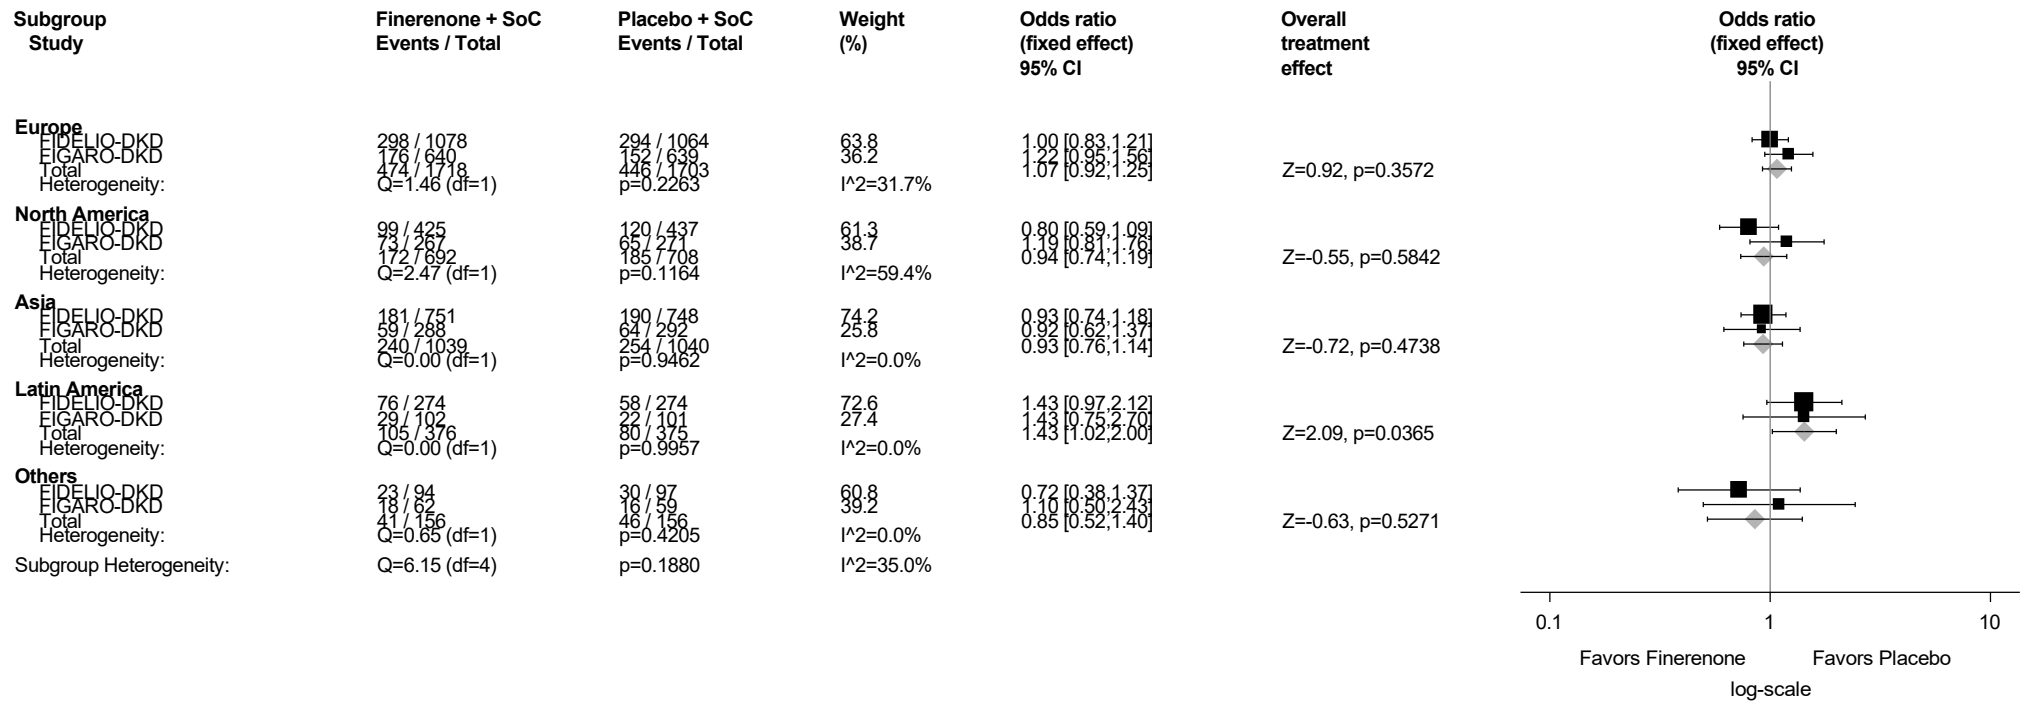 Subgroup Finerenone + SoC Placebo + SoC Weight Odds ratio Overall Odds ratio
Study Events / Total Events / Total (%) (fixed effect) treatment (fixed effect)
95% CI effect 95% CI
Europe
FIDELIO-DKD 298 / 1078 294 / 1064 63.8 1.00 [0.83,1.21]
FIGARO-DKD 176 / 640 152 / 639 36.2 1.22 [0.95,1.56]
Total 474 / 1718 446 / 1703 1.07 [0.92,1.25] Z=0.92, p=0.3572
Heterogeneity: Q=1.46 (df=1) p=0.2263 I^2=31.7%
North America
FIDELIO-DKD 99 / 425 120 / 437 61.3 0.80 [0.59,1.09]
FIGARO-DKD 73 / 267 65 / 271 38.7 1.19 [0.81,1.76]
Total 172 / 692 185 / 708 0.94 [0.74,1.19] Z=-0.55, p=0.5842
Heterogeneity: Q=2.47 (df=1) p=0.1164 I^2=59.4%
Asia
FIDELIO-DKD 181 / 751 190 / 748 74.2 0.93 [0.74,1.18]
FIGARO-DKD 59 / 288 64 / 292 25.8 0.92 [0.62,1.37]
Total 240 / 1039 254 / 1040 0.93 [0.76,1.14] Z=-0.72, p=0.4738
Heterogeneity: Q=0.00 (df=1) p=0.9462 I^2=0.0%
Latin America
FIDELIO-DKD 76 / 274 58 / 274 72.6 1.43 [0.97,2.12]
FIGARO-DKD 29 / 102 22 / 101 27.4 1.43 [0.75,2.70]
Total 105 / 376 80 / 375 1.43 [1.02,2.00] Z=2.09, p=0.0365
Heterogeneity: Q=0.00 (df=1) p=0.9957 I^2=0.0%
Others
FIDELIO-DKD 23 / 94 30 / 97 60.8 0.72 [0.38,1.37]
FIGARO-DKD 18 / 62 16 / 59 39.2 1.10 [0.50,2.43]
Total 41 / 156 46 / 156 0.85 [0.52,1.40] Z=-0.63, p=0.5271
Heterogeneity: Q=0.65 (df=1) p=0.4205 I^2=0.0%
Subgroup Heterogeneity: Q=6.15 (df=4) p=0.1880 I^2=35.0%
0.1 1 10
Favors Finerenone Favors Placebo
log-scale